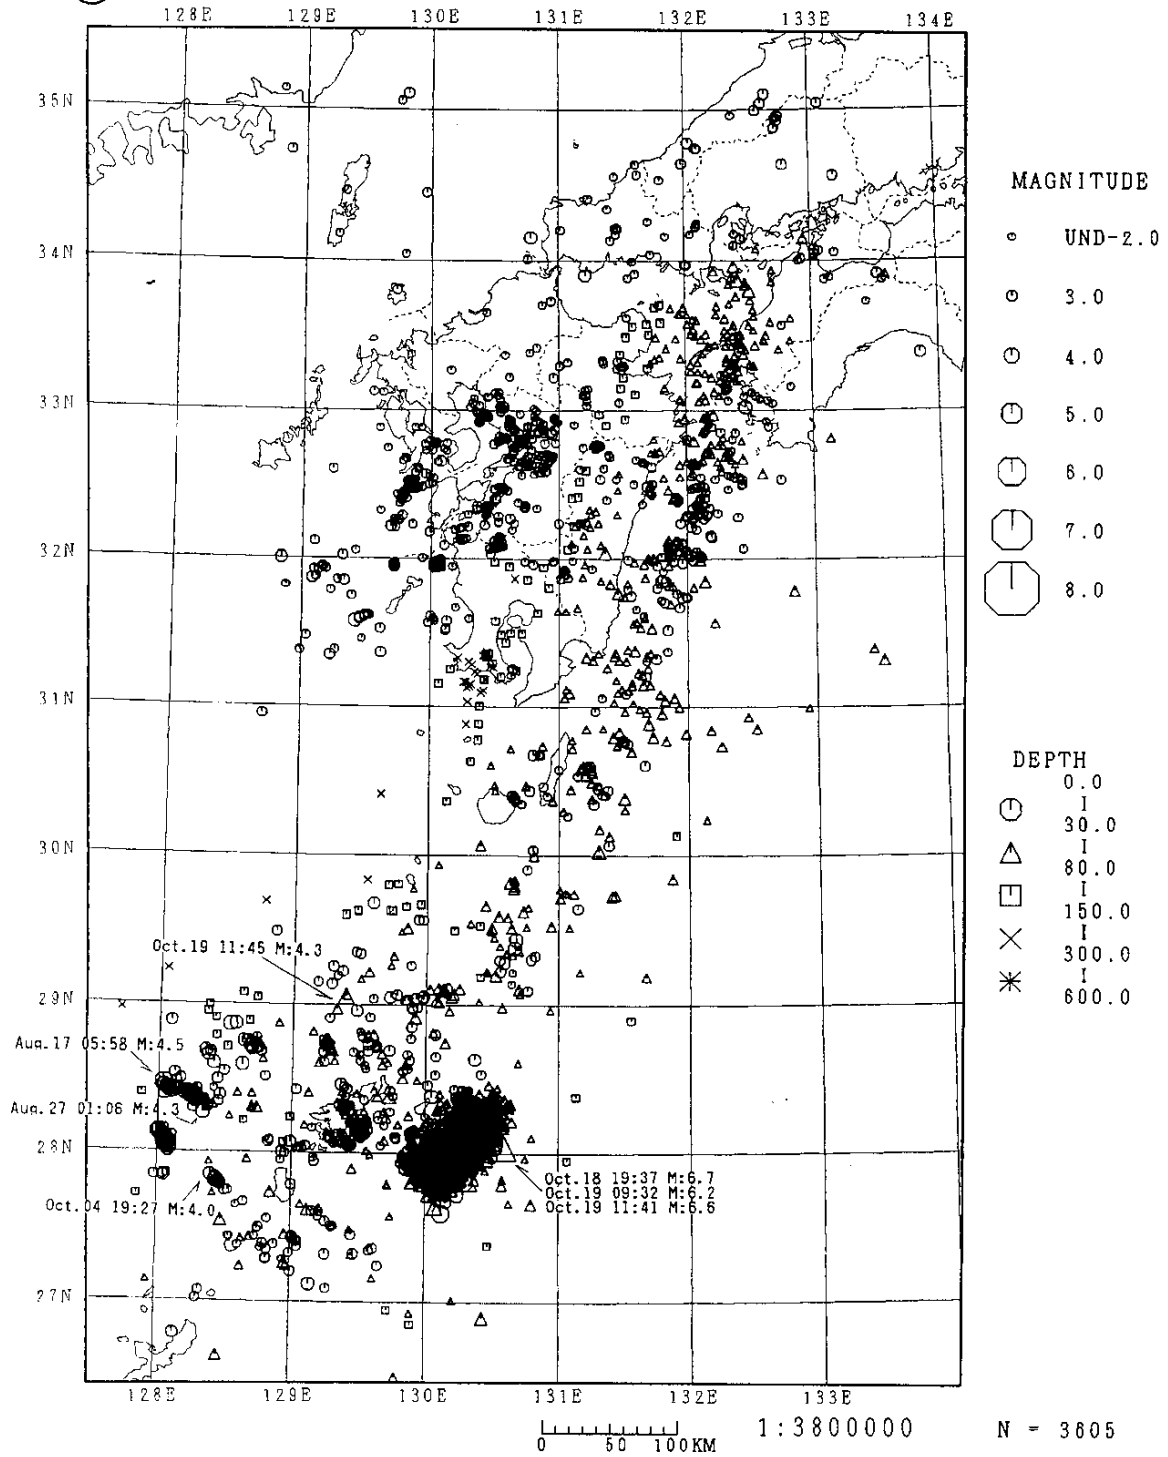 128E 129E 130E 131E 132E 133E 134E
35N
34N
33N
32N
31N
30N
29N
28N
27N
MAGNITUDE
UND-2.0
3.0
4.0
5.0
6.0
7.0
8.0
DEPTH
0.0
I
30.0
I
80.0
I
150.0
I
300.0
I
600.0
Oct.19 11:45 M:4.3
Aug.17 05:58 M:4.5
Aug.27 01:06 M:4.3
Oct.04 19:27 M:4.0
Oct.18 19:37 M:6.7
Oct.19 09:32 M:6.2
Oct.19 11:41 M:6.6
128E 129E 130E 131E 132E 133E
0 50 100KM
1:3800000
N = 3605